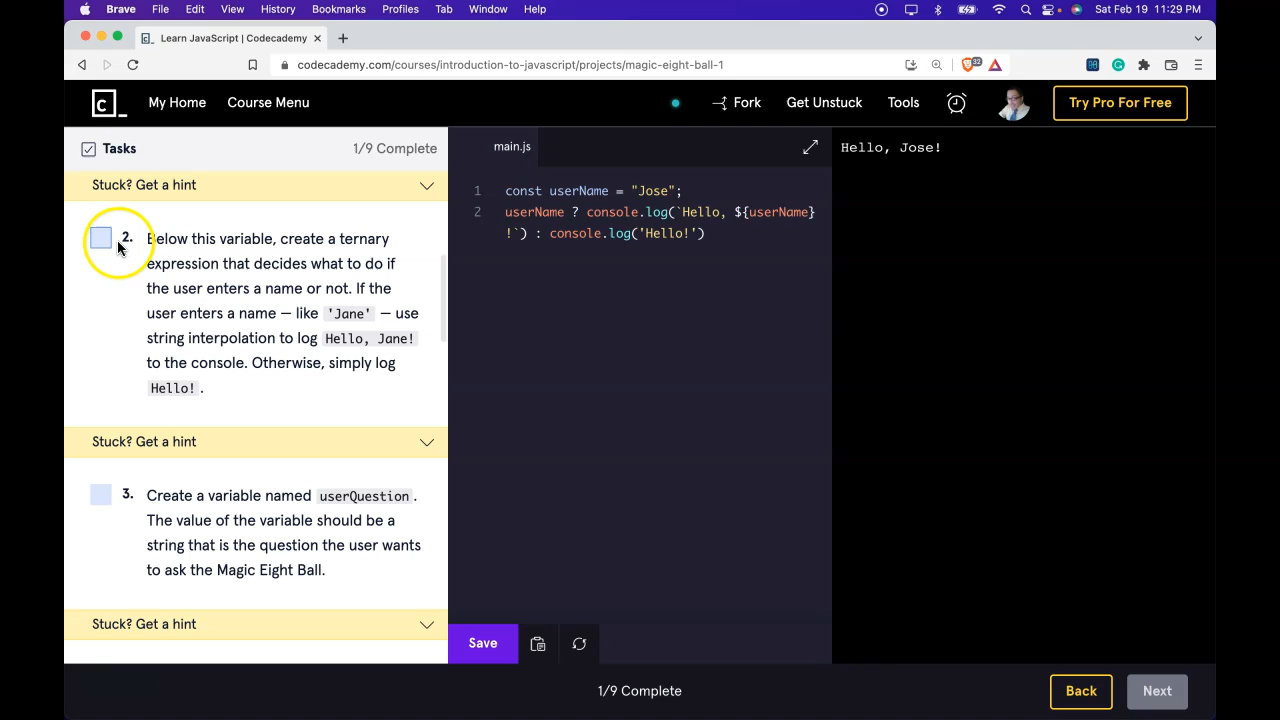 Brave File Edit View History Bookmarks Profiles Tab Window Help Sat Feb 19 11:29 PM
Learn JavaScript | Codecademy
codecademy.com/courses/introduction-to-javascript/projects/magic-eight-ball-1 32
c_ My Home Course Menu Fork Get Unstuck Tools Try Pro For Free
Tasks 1/9 Complete
Stuck? Get a hint
2. Below this variable, create a ternary
expression that decides what to do if
the user enters a name or not. If the
user enters a name — like 'Jane' — use
string interpolation to log Hello, Jane!
to the console. Otherwise, simply log
Hello! .
Stuck? Get a hint
3. Create a variable named userQuestion .
The value of the variable should be a
string that is the question the user wants
to ask the Magic Eight Ball.
Stuck? Get a hint
main.js
1 const userName = "Jose";
2 userName ? console.log(`Hello, ${userName}
!`) : console.log('Hello!')
Save
Hello, Jose!
1/9 Complete
Back Next